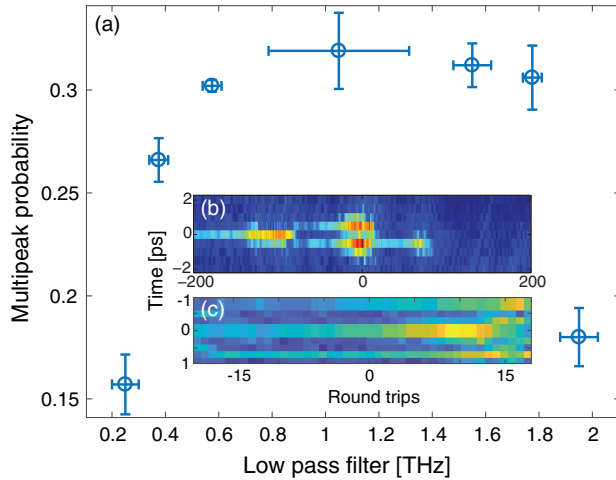 (a)
0.3
0.25
0.2
0.15
Multipeak probability
(b)
2
0
−2
Time [ps]
-200 0 200
(c)
-1
0
1
-15 0 15
Round trips
0.2 0.4 0.6 0.8 1 1.2 1.4 1.6 1.8 2
Low pass filter [THz]